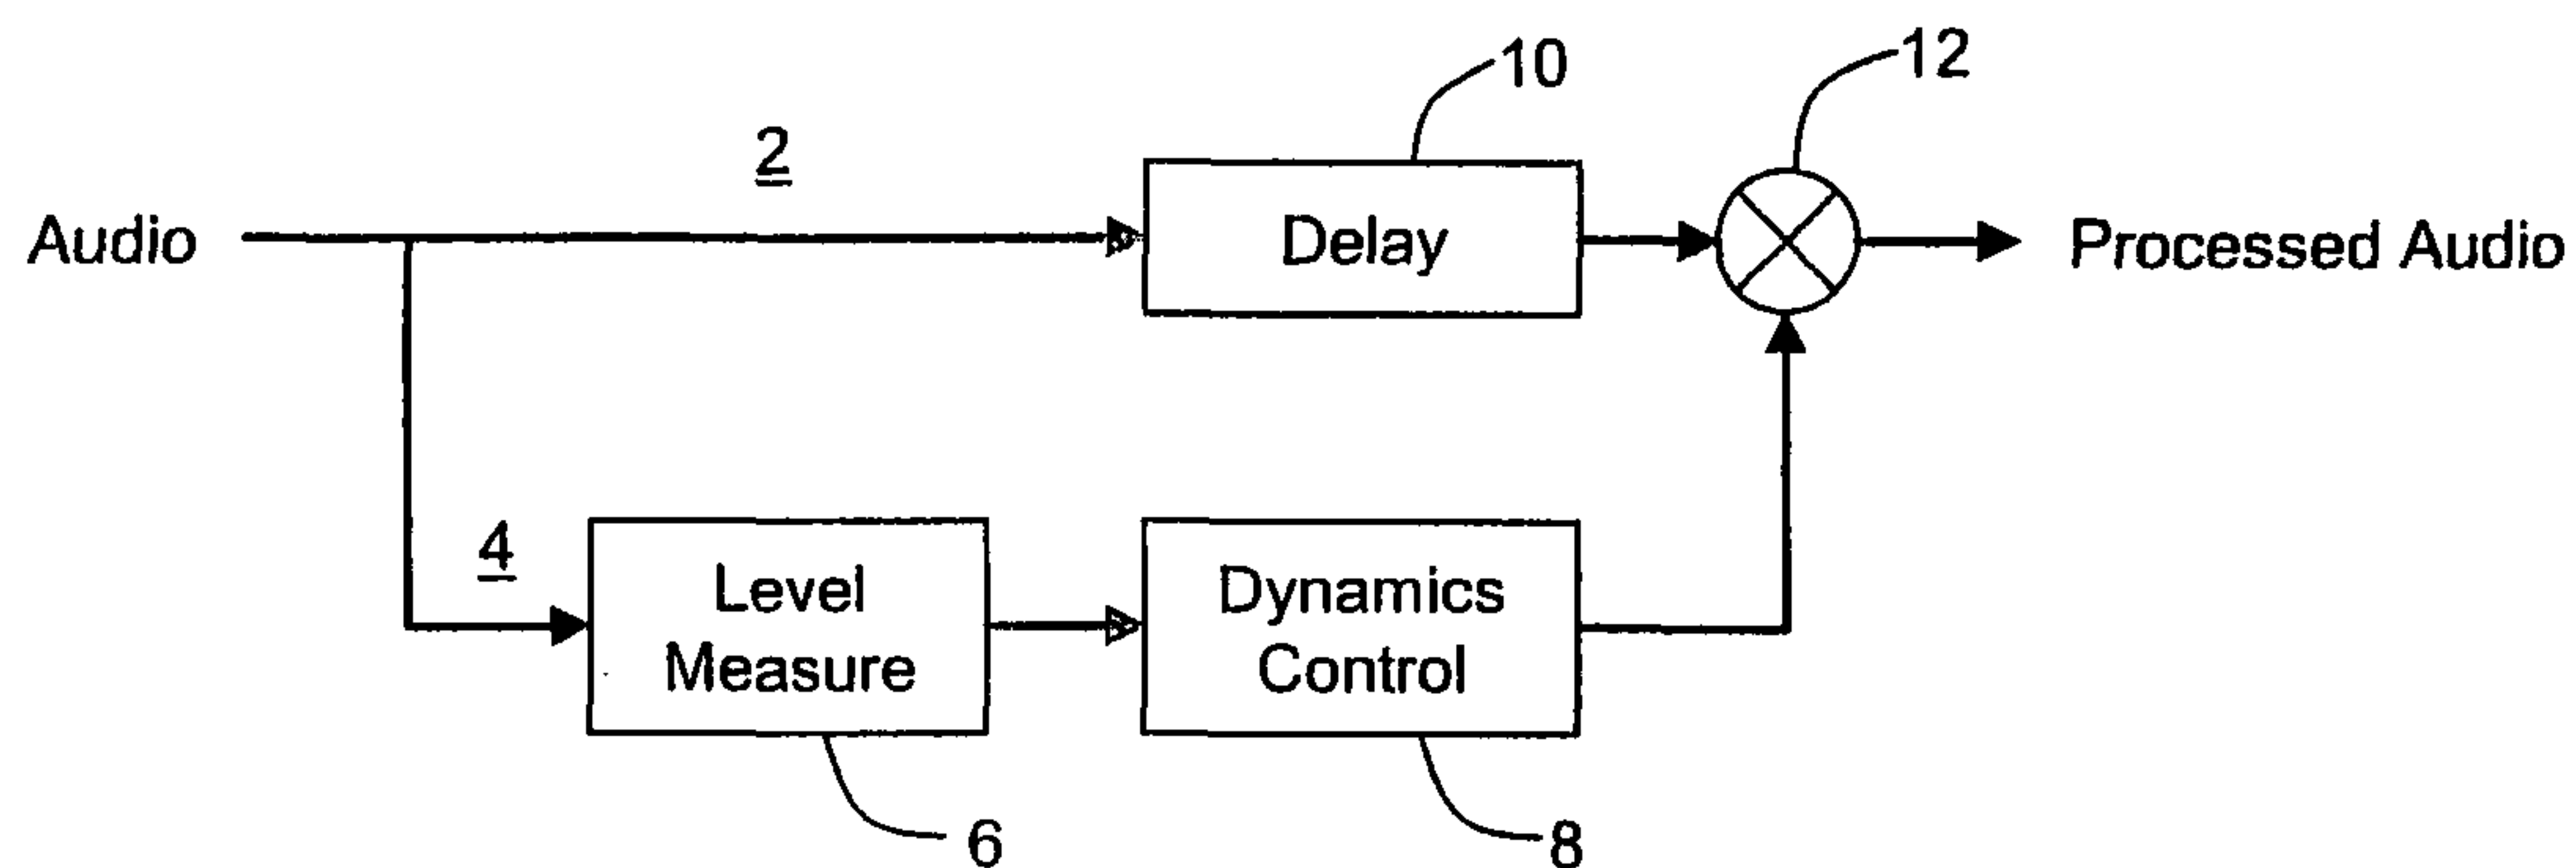 10
12
2
Audio
Delay
Processed Audio
4
Level
Measure
Dynamics
Control
6
8